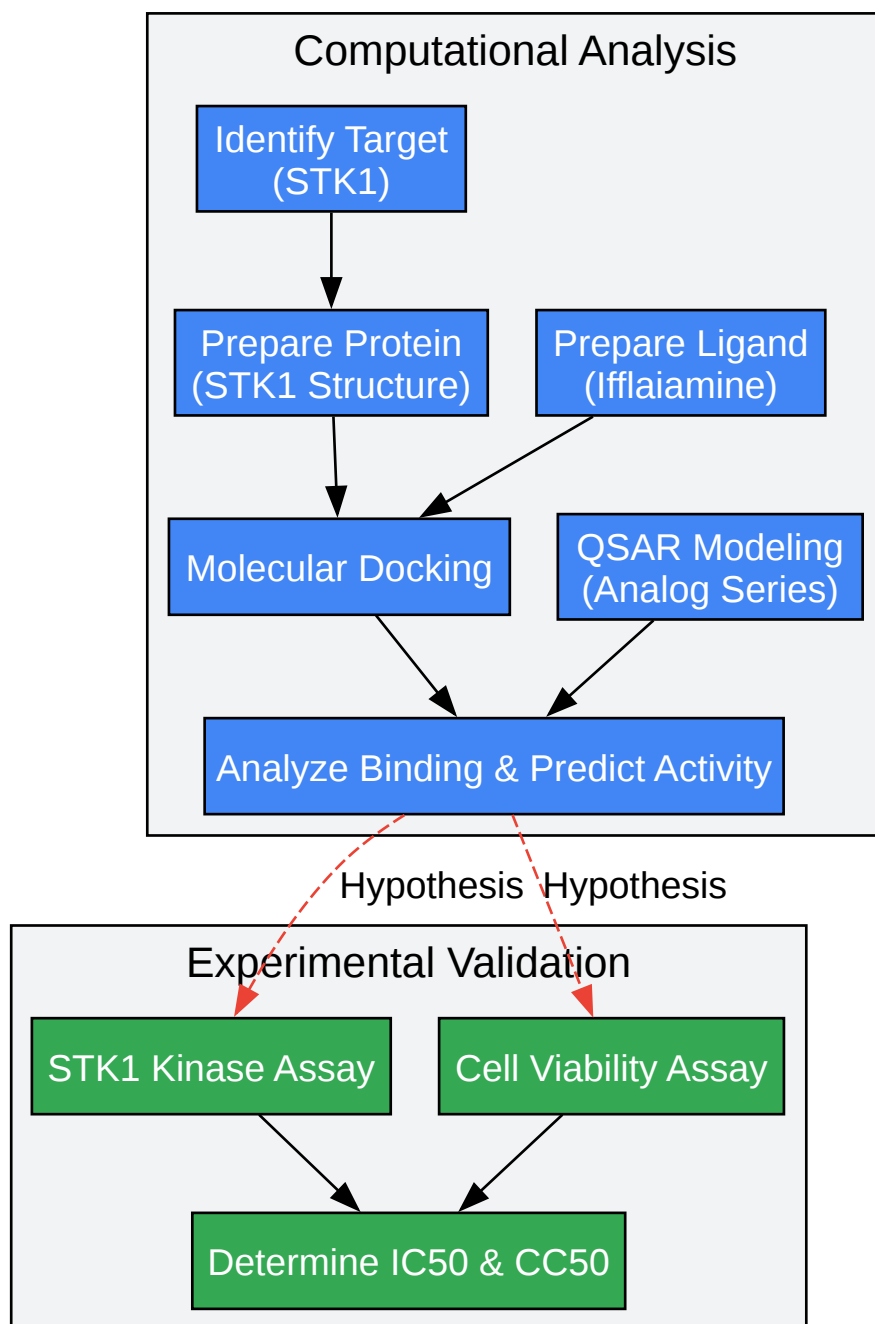 Computational Analysis
Identify Target
(STK1)
Prepare Protein
(STK1 Structure)
Prepare Ligand
(Ifflaiamine)
Molecular Docking
QSAR Modeling
(Analog Series)
Analyze Binding & Predict Activity
Hypothesis
Hypothesis
Experimental Validation
STK1 Kinase Assay
Cell Viability Assay
Determine IC50 & CC50